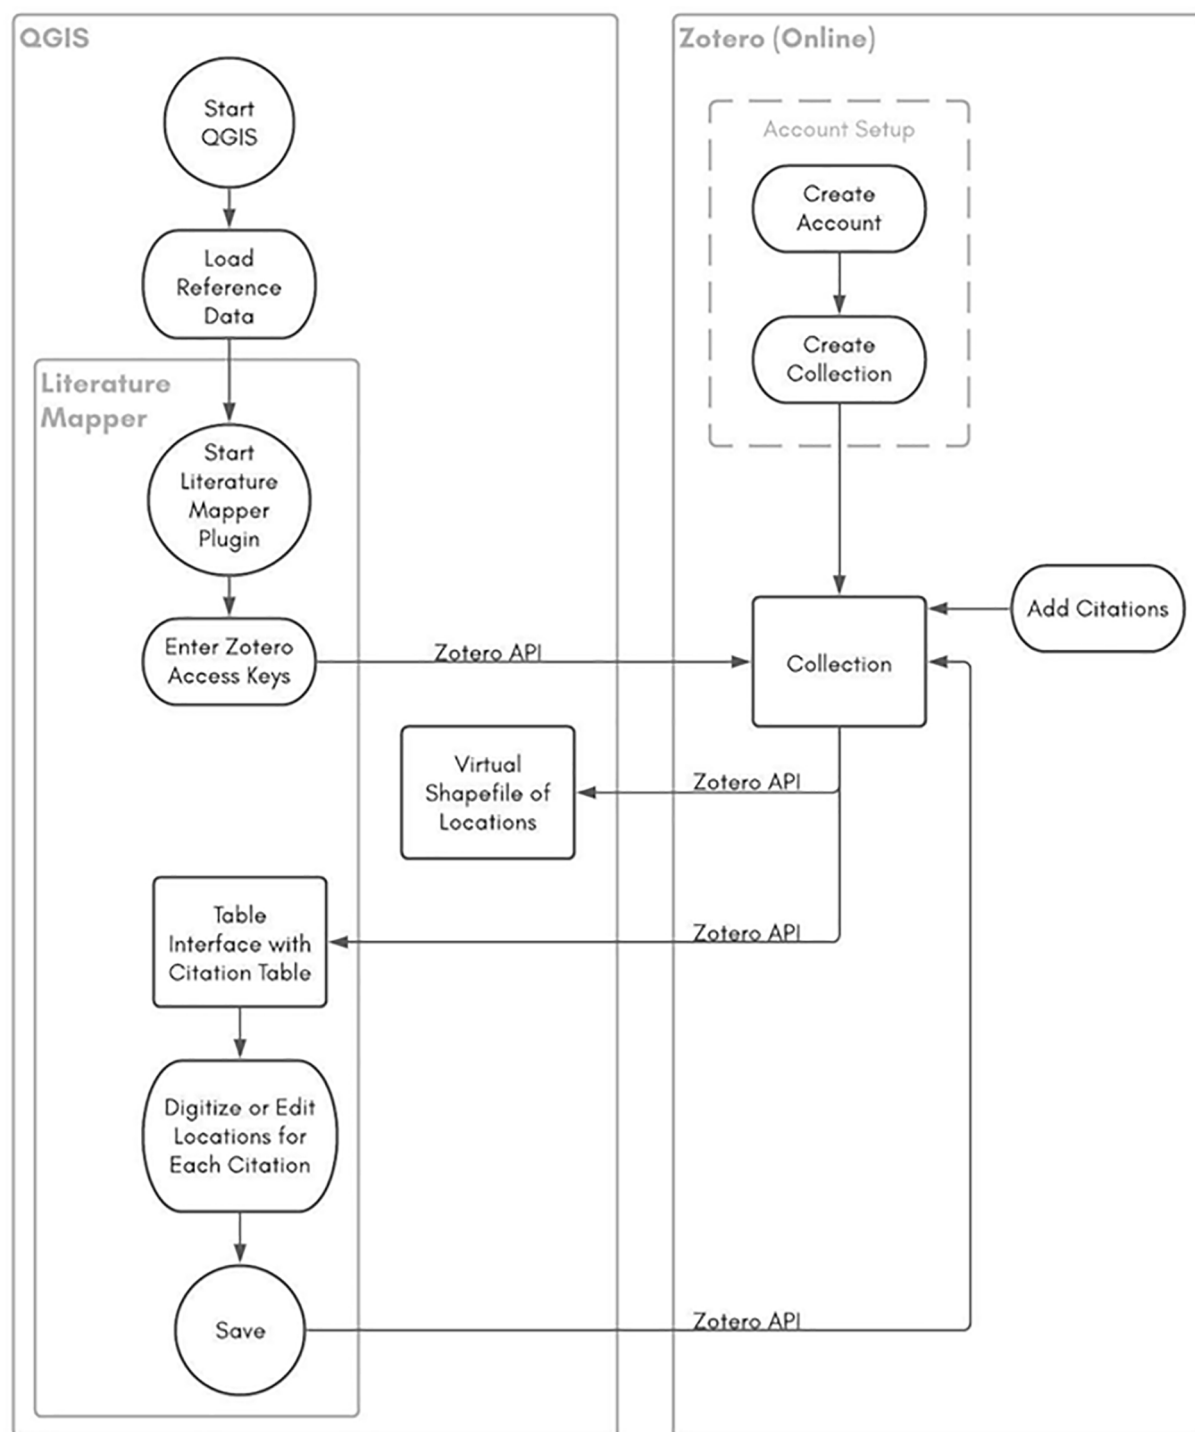 QGIS
Start
QGIS
Load
Reference
Data
Literature
Mapper
Start
Literature
Mapper
Plugin
Enter Zotero
Access Keys
Zotero API
Virtual
Shapefile of
Locations
Table
Interface with
Citation Table
Digitize or Edit
Locations for
Each Citation
Save
Zotero (Online)
Account Setup
Create
Account
Create
Collection
Add Citations
Collection
Zotero API
Zotero API
Zotero API